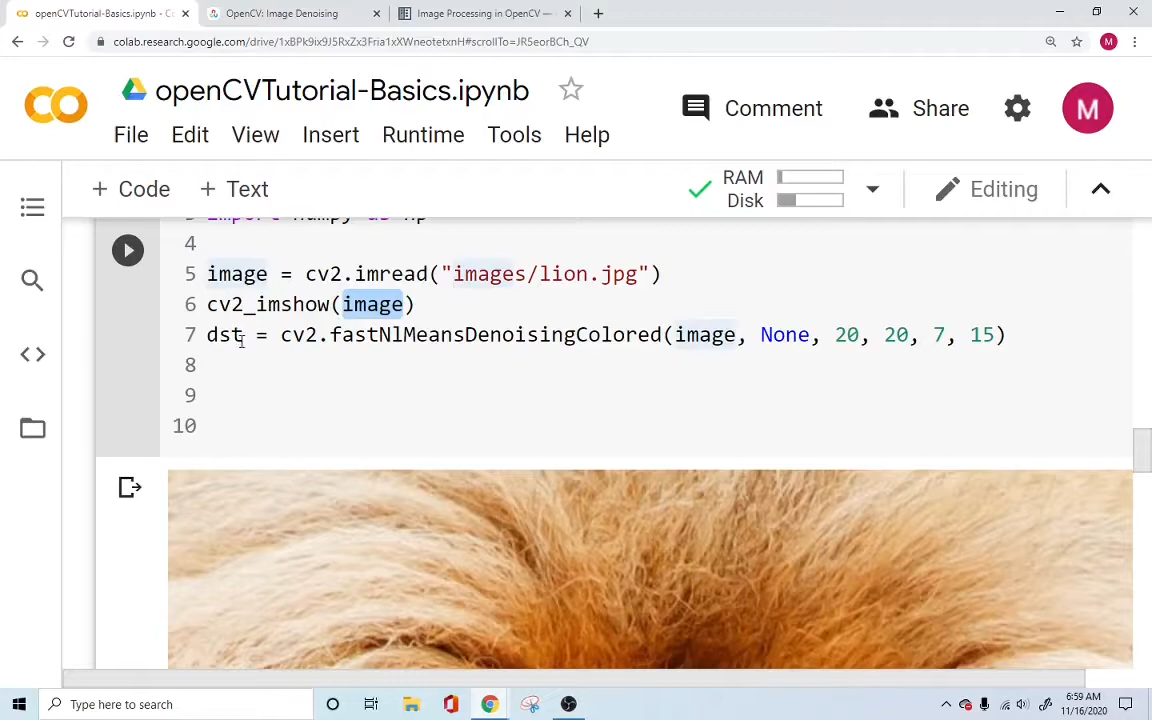 openCVTutorial-Basics.ipynb - Co
OpenCV: Image Denoising
Image Processing in OpenCV —
colab.research.google.com/drive/1xBPk9ix9J5RxZx3Fria1xXWneotetxnH#scrollTo=JR5eorBCh_QV
M
openCVTutorial-Basics.ipynb
Comment
Share
M
File Edit View Insert Runtime Tools Help
+ Code + Text
RAM
Disk
Editing
4
5 image = cv2.imread("images/lion.jpg")
6 cv2_imshow(image)
7 dst = cv2.fastNlMeansDenoisingColored(image, None, 20, 20, 7, 15)
8
9
10
Type here to search
6:59 AM
11/16/2020